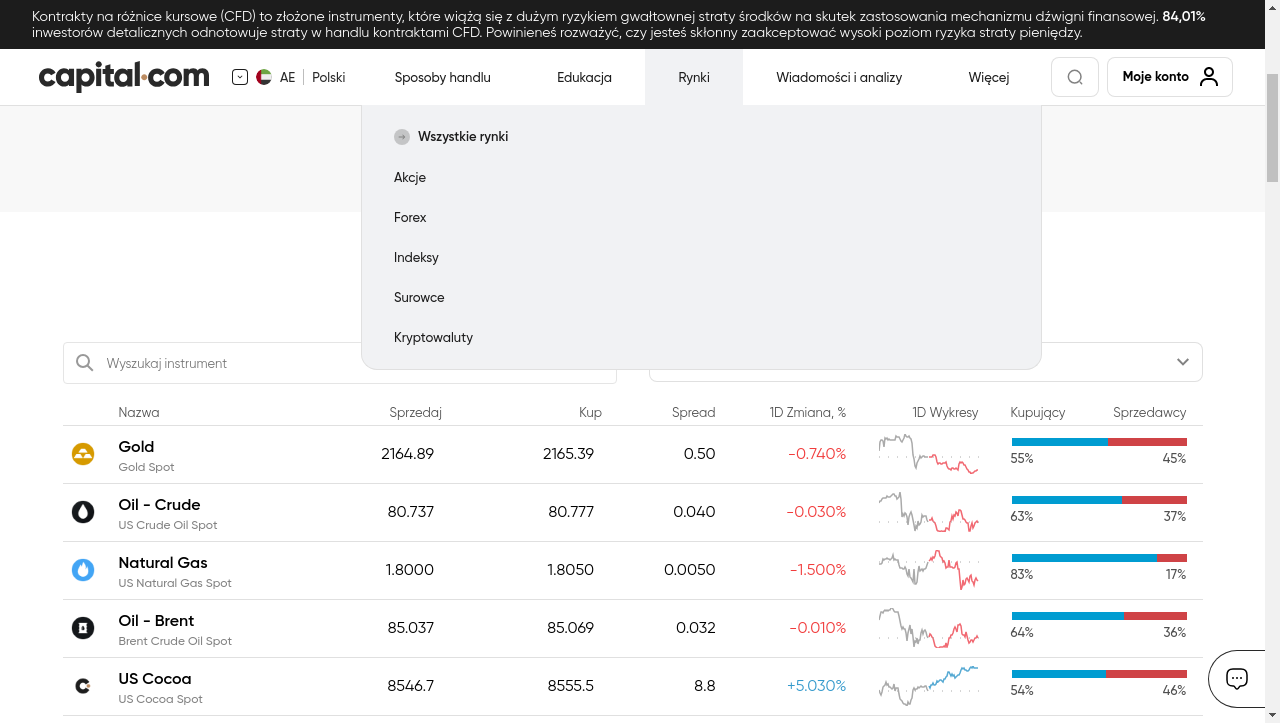 Kontrakty na różnice kursowe (CFD) to złożone instrumenty, które wiążą się z dużym ryzykiem gwałtownej straty środków na skutek zastosowania mechanizmu dźwigni finansowej. 84,01%
inwestorów detalicznych odnotowuje straty w handlu kontraktami CFD. Powinieneś rozważyć, czy jesteś skłonny zaakceptować wysoki poziom ryzyka straty pieniędzy.
capital.com AE Polski Sposoby handlu Edukacja Rynki Wiadomości i analizy Więcej Moje konto
Wszystkie rynki
Akcje
Forex
Indeksy
Surowce
Kryptowaluty
Wyszukaj instrument
Nazwa Sprzedaj Kup Spread 1D Zmiana, % 1D Wykresy Kupujący Sprzedawcy
Gold 2164.89 2165.39 0.50 -0.740%
Gold Spot 55% 45%
Oil - Crude 80.737 80.777 0.040 -0.030%
US Crude Oil Spot 63% 37%
Natural Gas 1.8000 1.8050 0.0050 -1.500%
US Natural Gas Spot 83% 17%
Oil - Brent 85.037 85.069 0.032 -0.010%
Brent Crude Oil Spot 64% 36%
US Cocoa 8546.7 8555.5 8.8 +5.030%
US Cocoa Spot 54% 46%